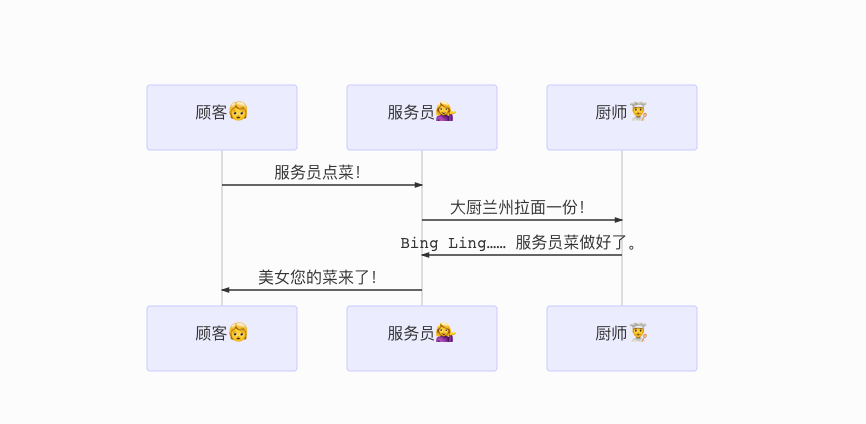 顾客👩 服务员💁‍♀️ 厨师👨‍🍳
服务员点菜！
大厨兰州拉面一份！
Bing Ling…… 服务员菜做好了。
美女您的菜来了！
顾客👩 服务员💁‍♀️ 厨师👨‍🍳